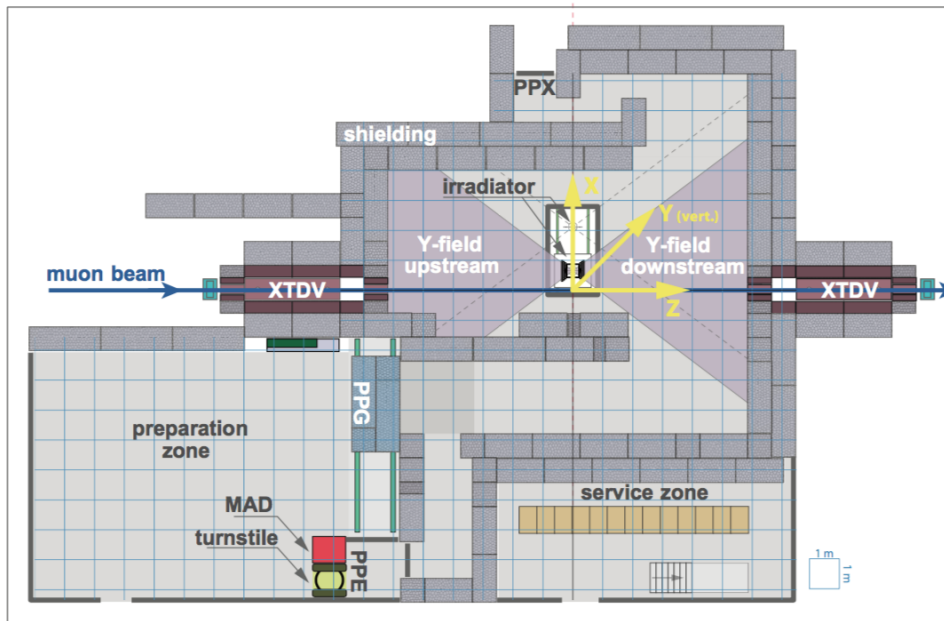 PPX
shielding
irradiator
X
Y (vert.)
Y-field
upstream
Y-field
downstream
muon beam
XTDV
XTDV
Z
PPG
preparation
zone
service zone
MAD
turnstile
PPE
1 m
1 m